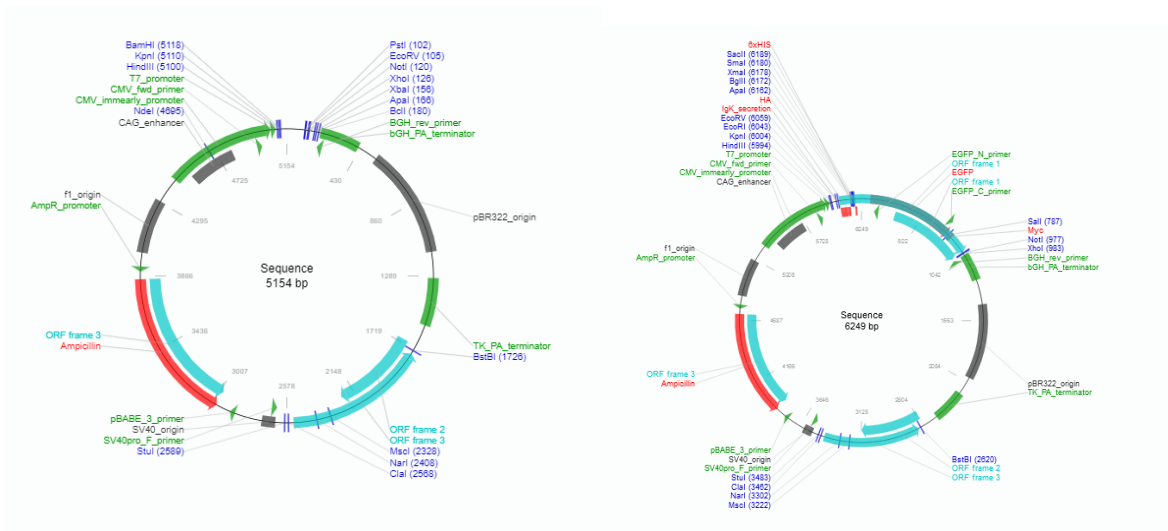 BamHI (5118)
KpnI (5110)
HindIII (5100)
T7_promoter
CMV_fwd_primer
CMV_immearly_promoter
NdeI (4695)
CAG_enhancer
f1_origin
AmpR_promoter
ORF frame 3
Ampicillin
pBABE_3_primer
SV40_origin
SV40pro_F_primer
StuI (2589)
PstI (102)
EcoRV (105)
NotI (120)
XhoI (126)
XbaI (156)
ApaI (166)
BclI (180)
BGH_rev_primer
bGH_PA_terminator
pBR322_origin
TK_PA_terminator
BstBI (1726)
ORF frame 2
ORF frame 3
MscI (2328)
NarI (2408)
ClaI (2568)
5154
430
860
1289
1719
2148
2578
3007
3436
3866
4295
4725
Sequence
5154 bp
6xHIS
SacII (6189)
SmaI (6180)
XmaI (6178)
BglII (6172)
ApaI (6162)
HA
IgK_secretion
EcoRV (6059)
EcoRI (6043)
KpnI (6004)
HindIII (5994)
T7_promoter
CMV_fwd_primer
CMV_immearly_promoter
CAG_enhancer
f1_origin
AmpR_promoter
ORF frame 3
Ampicillin
pBABE_3_primer
SV40_origin
SV40pro_F_primer
StuI (3483)
ClaI (3462)
NarI (3302)
MscI (3222)
EGFP_N_primer
ORF frame 1
EGFP
ORF frame 1
EGFP_C_primer
SalI (787)
Myc
NotI (977)
XhoI (983)
BGH_rev_primer
bGH_PA_terminator
pBR322_origin
TK_PA_terminator
BstBI (2620)
ORF frame 2
ORF frame 3
6249
522
1042
1563
2084
2604
3125
3646
4166
4687
5208
5728
Sequence
6249 bp